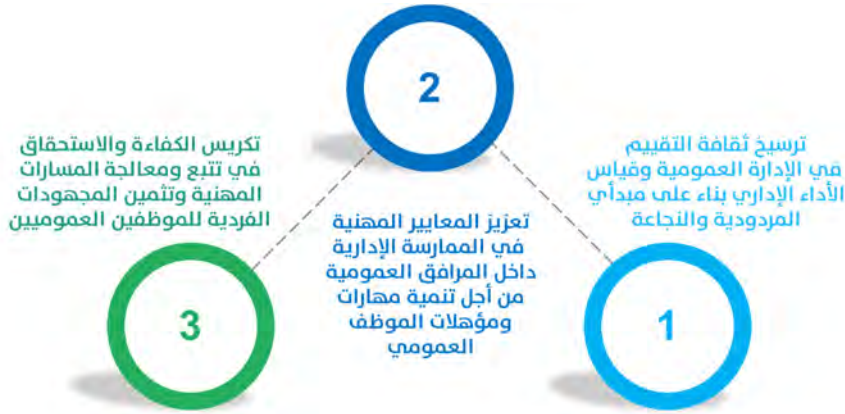 1
ترسيخ ثقافة التقييم
في الإدارة العمومية وقياس
الأداء الإداري بناء على مبدأي
المردودية والنجاعة
2
تعزيز المعايير المهنية
في الممارسة الإدارية
داخل المرافق العمومية
من أجل تنمية مهارات
ومؤهلات الموظف
العمومي
3
تكريس الكفاءة والاستحقاق
في تتبع ومعالجة المسارات
المهنية وتثمين المجهودات
الفردية للموظفين العموميين